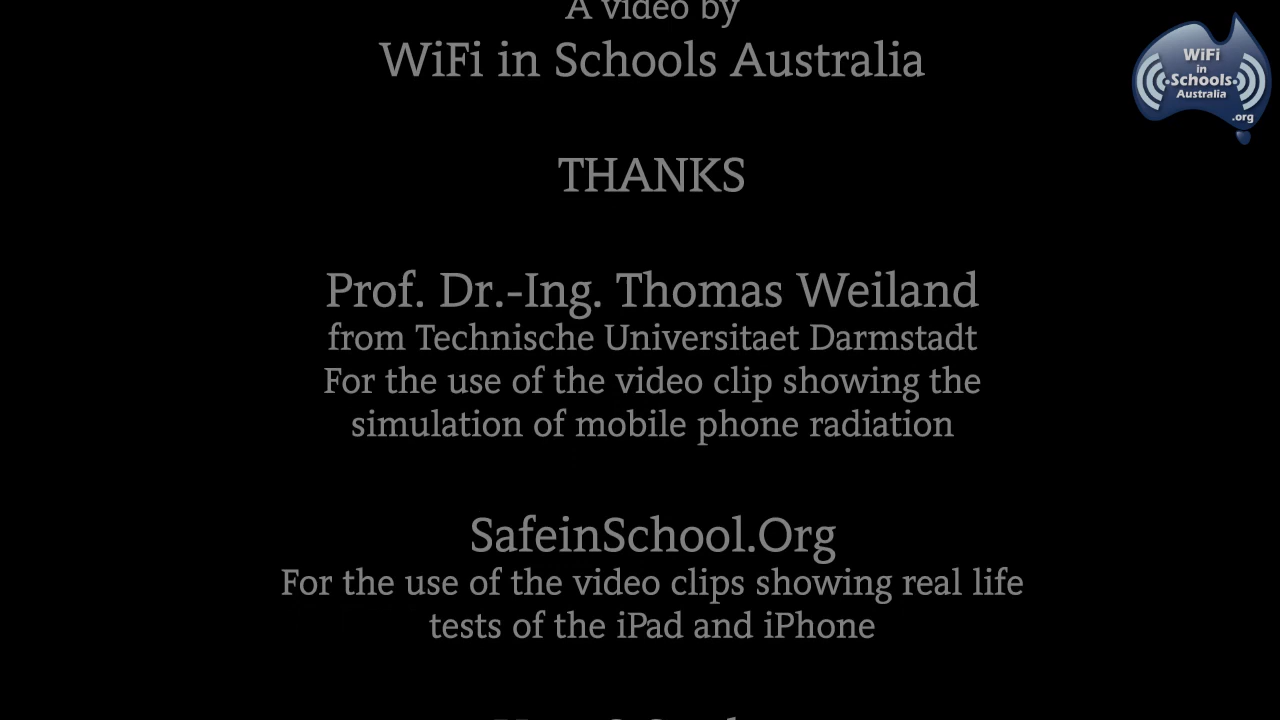 A video by
WiFi in Schools Australia
THANKS
Prof. Dr.-Ing. Thomas Weiland
from Technische Universitaet Darmstadt
For the use of the video clip showing the
simulation of mobile phone radiation
SafeinSchool.Org
For the use of the video clips showing real life
tests of the iPad and iPhone
WiFi
in
Schools
Australia
.org